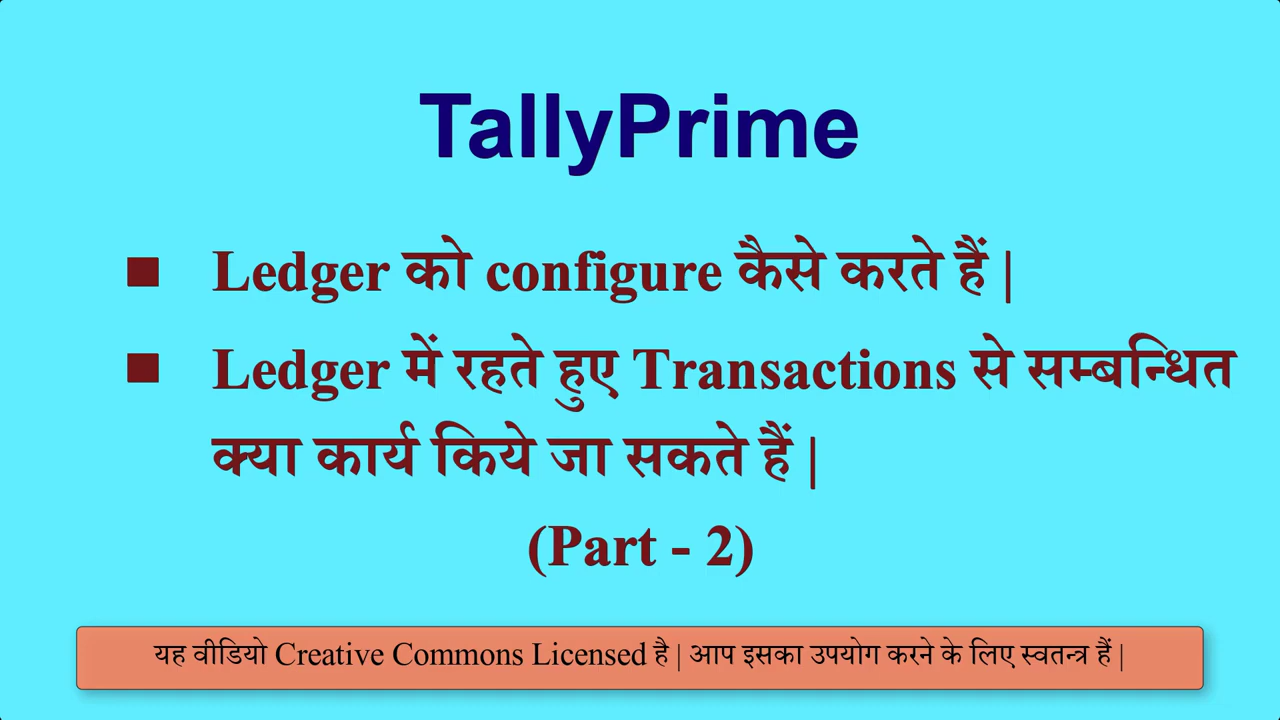 TallyPrime
■ Ledger को configure कैसे करते हैं |
■ Ledger में रहते हुए Transactions से सम्बन्धित
क्या कार्य किये जा सकते हैं |
(Part - 2)
यह वीडियो Creative Commons Licensed है | आप इसका उपयोग करने के लिए स्वतन्त्र हैं |